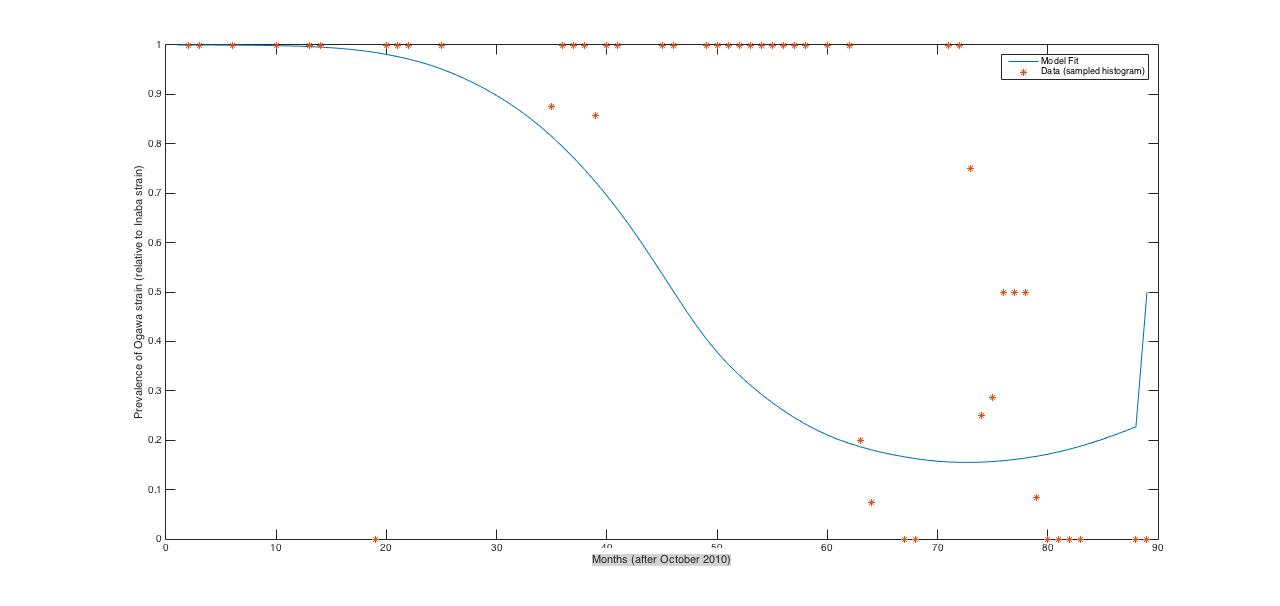 1
0.9
0.8
0.7
0.6
0.5
0.4
0.3
0.2
0.1
0
Prevalence of Ogawa strain (relative to Inaba strain)
Model Fit
Data (sampled histogram)
0 10 20 30 40 50 60 70 80 90
Months (after October 2010)